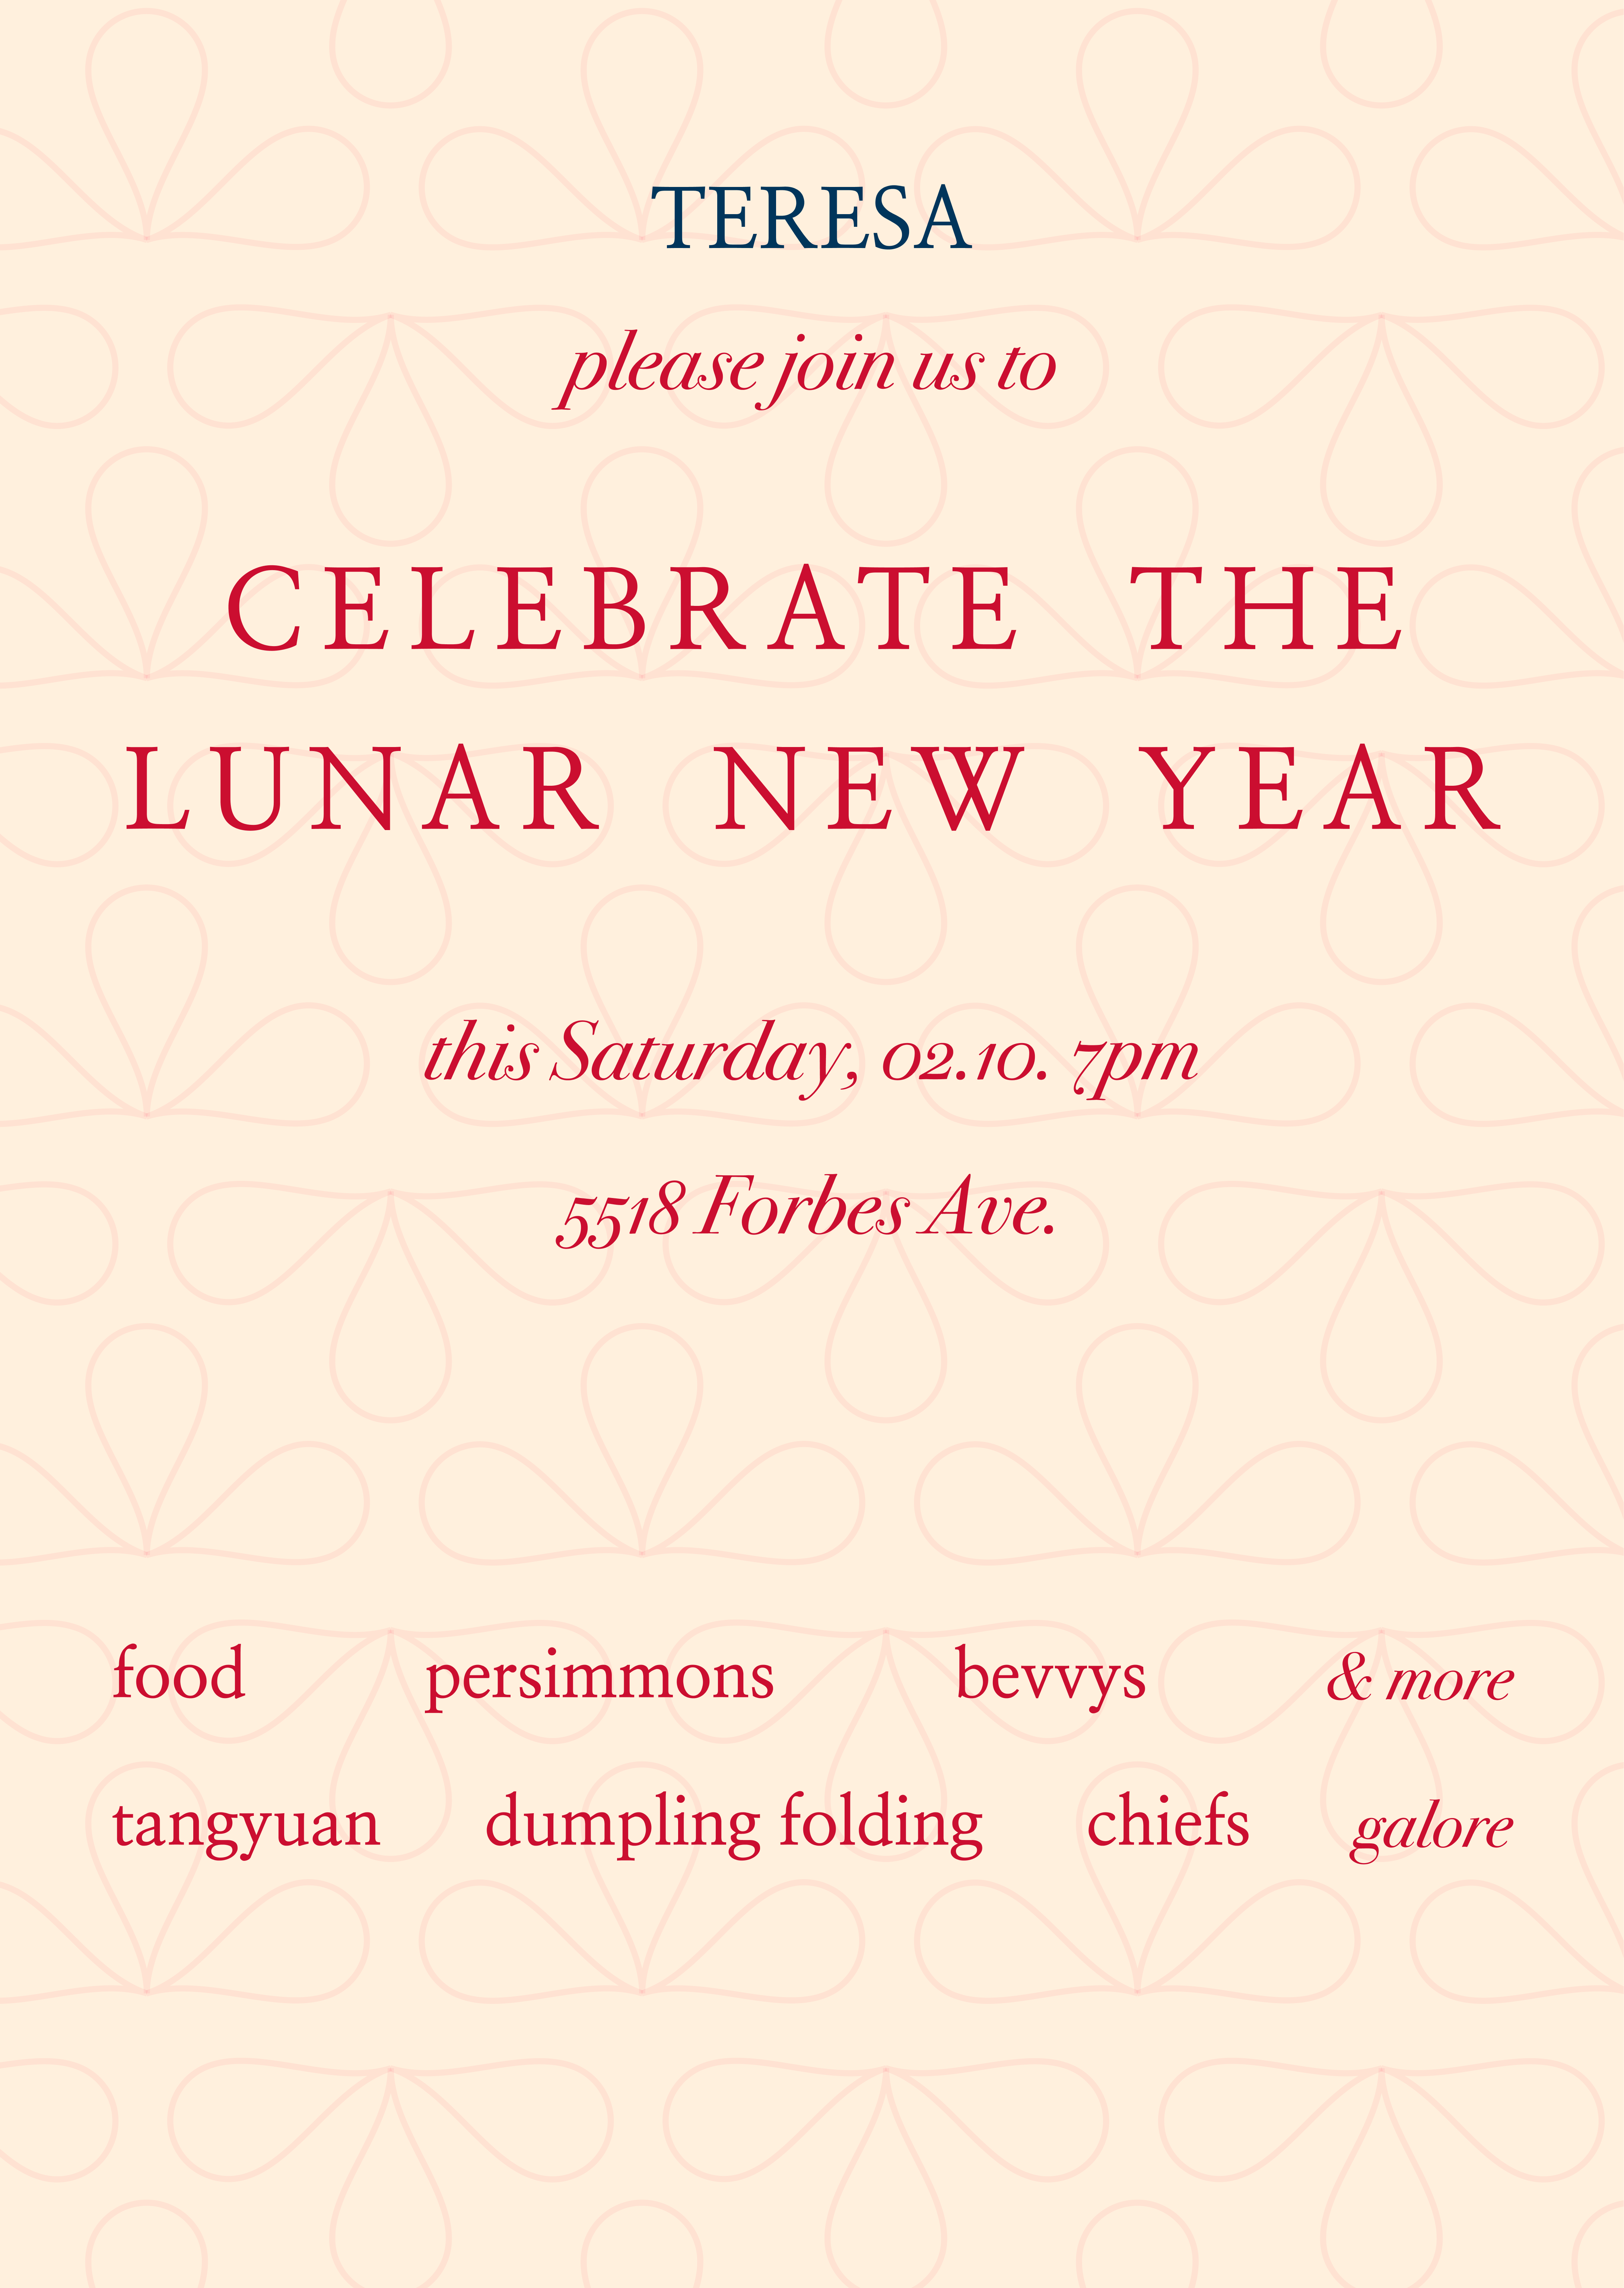 TERESA
please join us to
CELEBRATE THE
LUNAR NEW YEAR
this Saturday, 02.10. 7pm
5518 Forbes Ave.
food persimmons bevvys & more
tangyuan dumpling folding chiefs galore